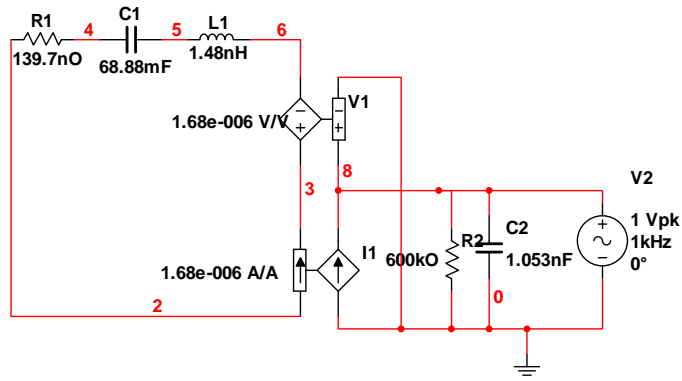 R1
4
C1
5
L1
6
139.7nO
68.88mF
1.48nH
V1
1.68e-006 V/V
3
8
V2
1 Vpk
1kHz
0°
R2
C2
I1
600kO
1.053nF
1.68e-006 A/A
0
2